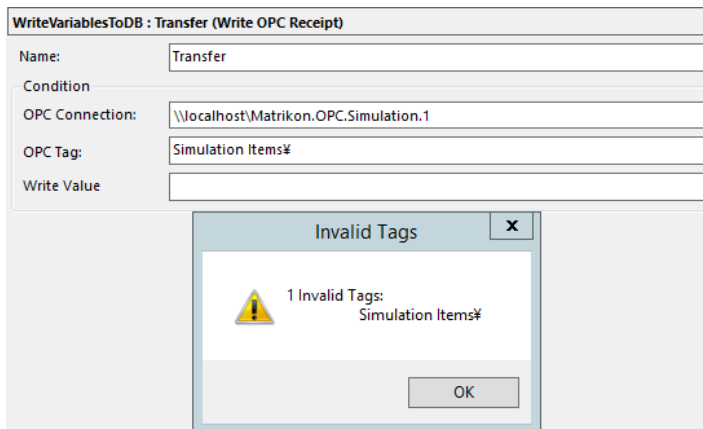 WriteVariablesToDB : Transfer (Write OPC Receipt)
Name:
Transfer
Condition
OPC Connection:
\\localhost\Matrikon.OPC.Simulation.1
OPC Tag:
Simulation Items¥
Write Value
Invalid Tags
x
1 Invalid Tags:
Simulation Items¥
OK